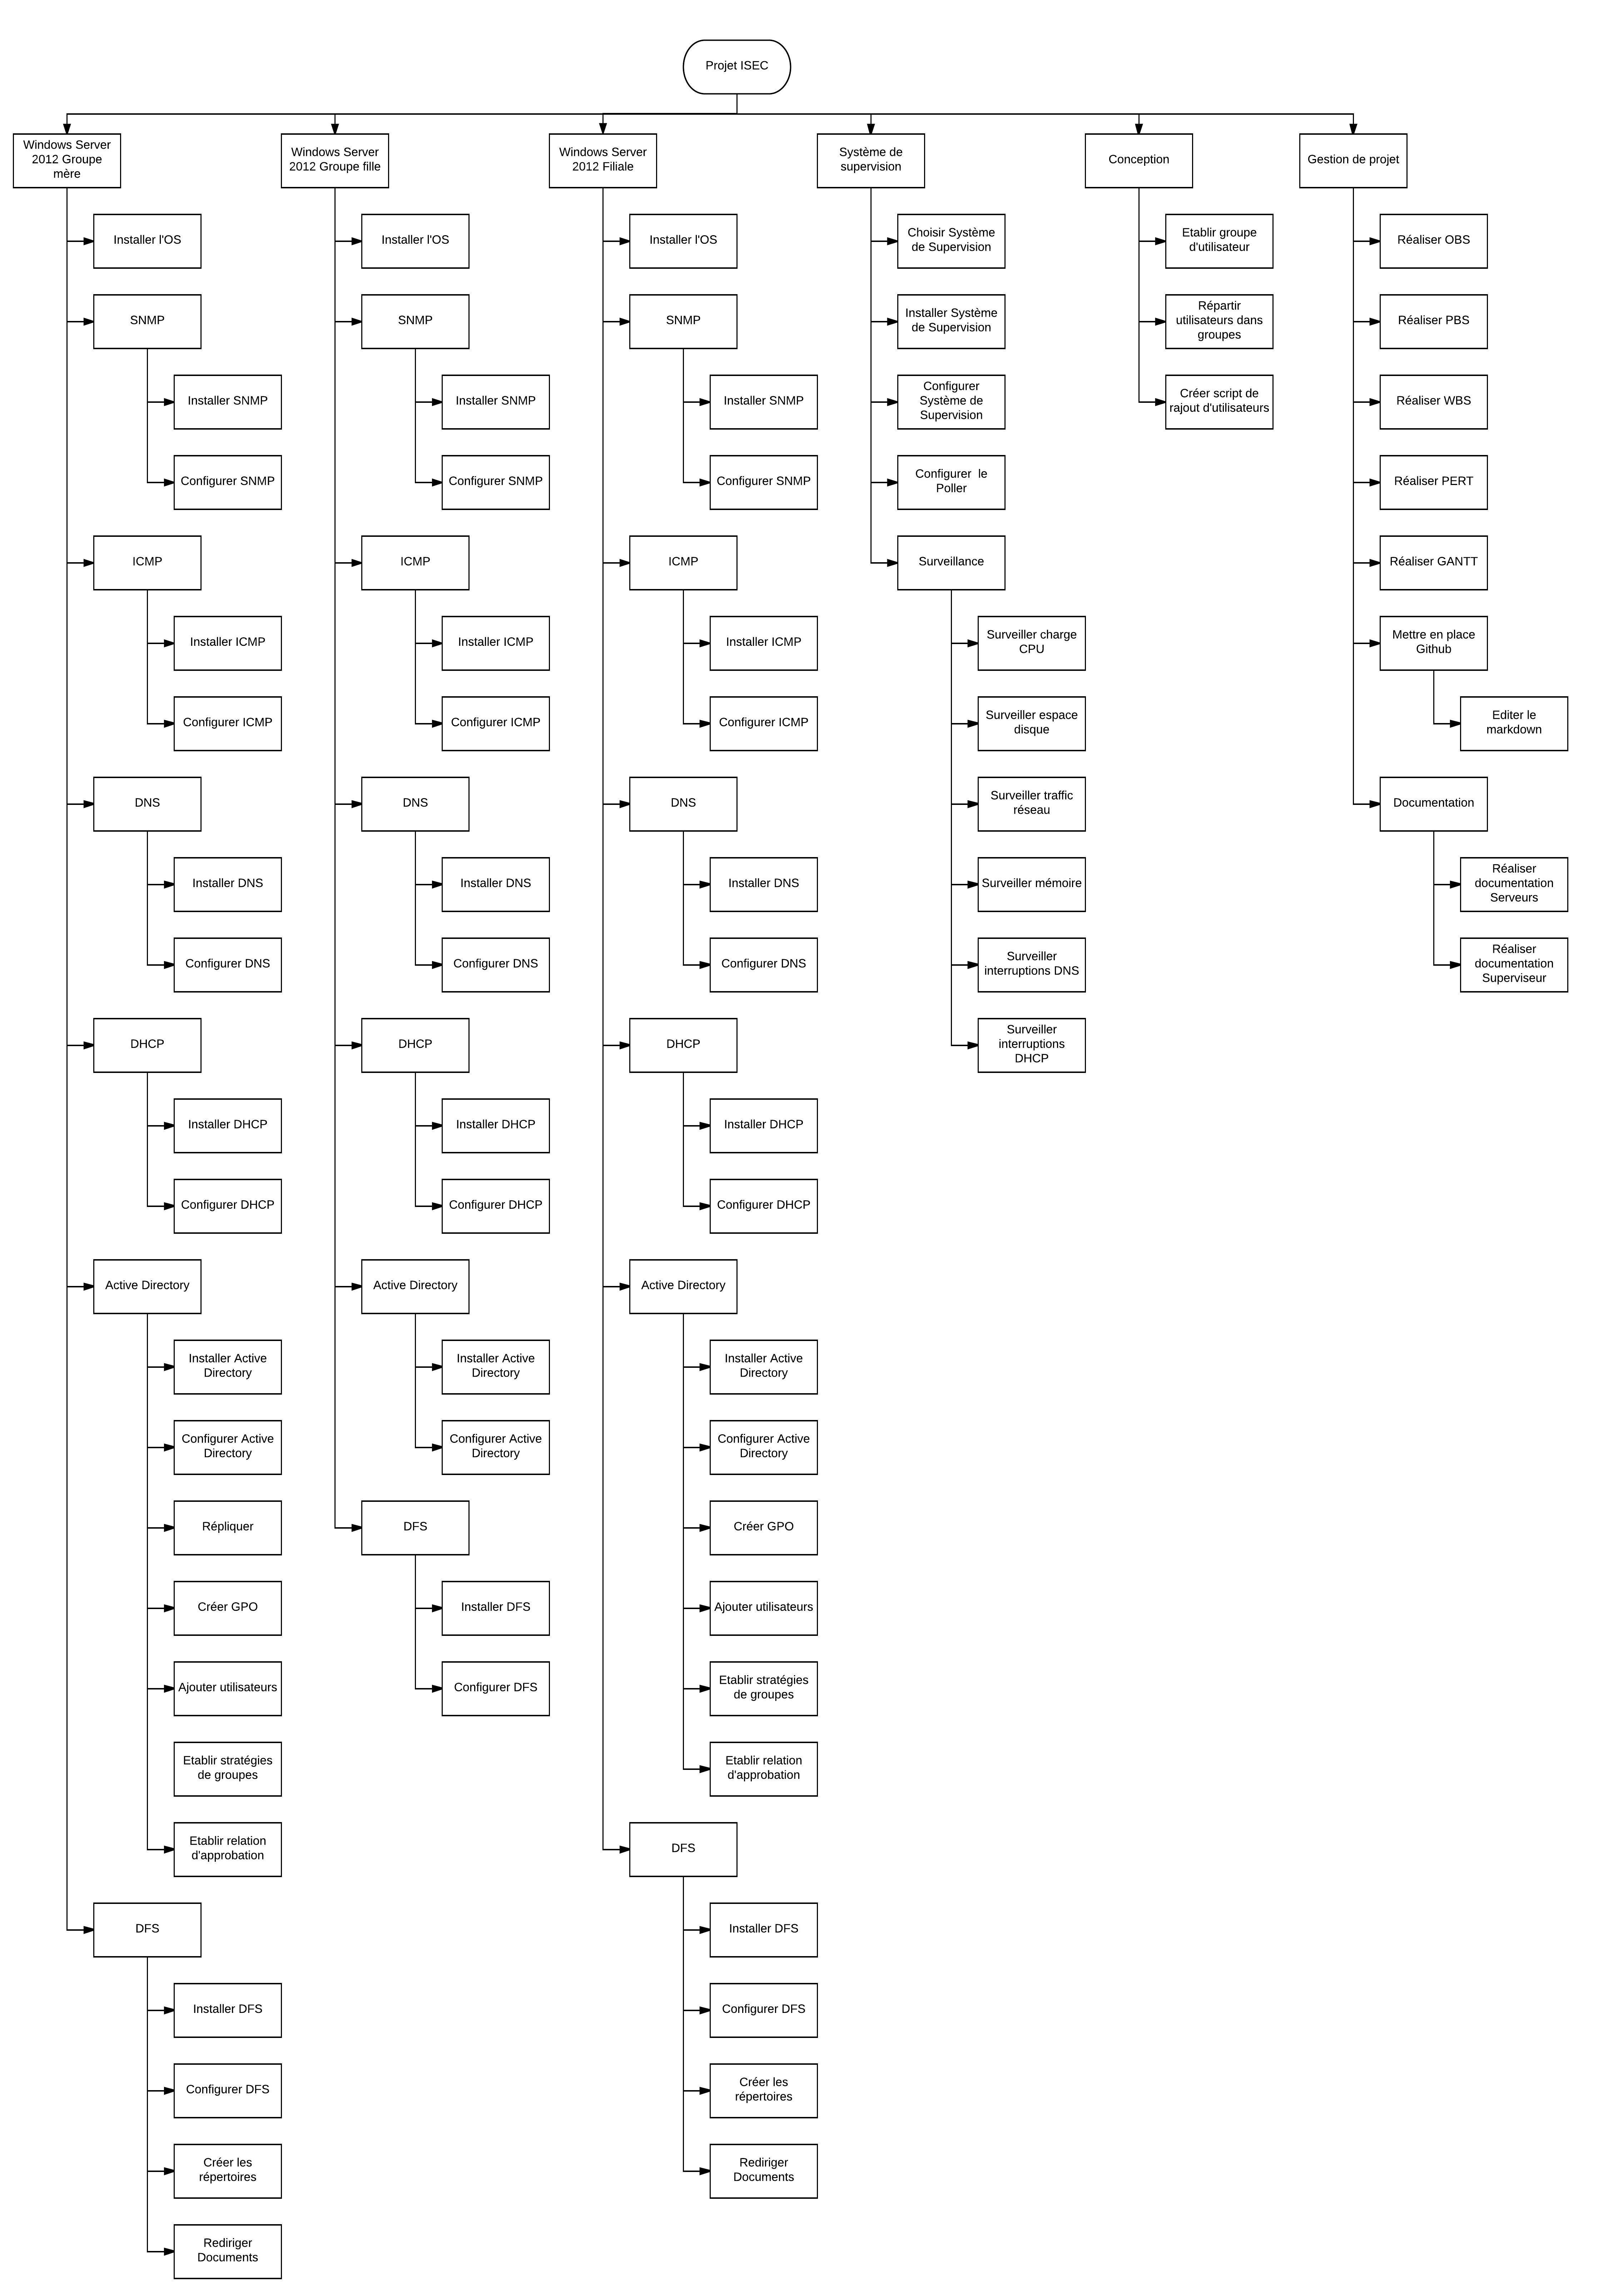 Projet ISEC
Windows Server
2012 Groupe
mère
Installer l'OS
SNMP
Installer SNMP
Configurer SNMP
ICMP
Installer ICMP
Configurer ICMP
DNS
Installer DNS
Configurer DNS
DHCP
Installer DHCP
Configurer DHCP
Active Directory
Installer Active
Directory
Configurer Active
Directory
Répliquer
Créer GPO
Ajouter utilisateurs
Etablir stratégies
de groupes
Etablir relation
d'approbation
DFS
Installer DFS
Configurer DFS
Créer les
répertoires
Rediriger
Documents
Windows Server
2012 Groupe fille
Installer l'OS
SNMP
Installer SNMP
Configurer SNMP
ICMP
Installer ICMP
Configurer ICMP
DNS
Installer DNS
Configurer DNS
DHCP
Installer DHCP
Configurer DHCP
Active Directory
Installer Active
Directory
Configurer Active
Directory
DFS
Installer DFS
Configurer DFS
Windows Server
2012 Filiale
Installer l'OS
SNMP
Installer SNMP
Configurer SNMP
ICMP
Installer ICMP
Configurer ICMP
DNS
Installer DNS
Configurer DNS
DHCP
Installer DHCP
Configurer DHCP
Active Directory
Installer Active
Directory
Configurer Active
Directory
Créer GPO
Ajouter utilisateurs
Etablir stratégies
de groupes
Etablir relation
d'approbation
DFS
Installer DFS
Configurer DFS
Créer les
répertoires
Rediriger
Documents
Système de
supervision
Choisir Système
de Supervision
Installer Système
de Supervision
Configurer
Système de
Supervision
Configurer  le
Poller
Surveillance
Surveiller charge
CPU
Surveiller espace
disque
Surveiller traffic
réseau
Surveiller mémoire
Surveiller
interruptions DNS
Surveiller
interruptions
DHCP
Conception
Etablir groupe
d'utilisateur
Répartir
utilisateurs dans
groupes
Créer script de
rajout d'utilisateurs
Gestion de projet
Réaliser OBS
Réaliser PBS
Réaliser WBS
Réaliser PERT
Réaliser GANTT
Mettre en place
Github
Editer le
markdown
Documentation
Réaliser
documentation
Serveurs
Réaliser
documentation
Superviseur